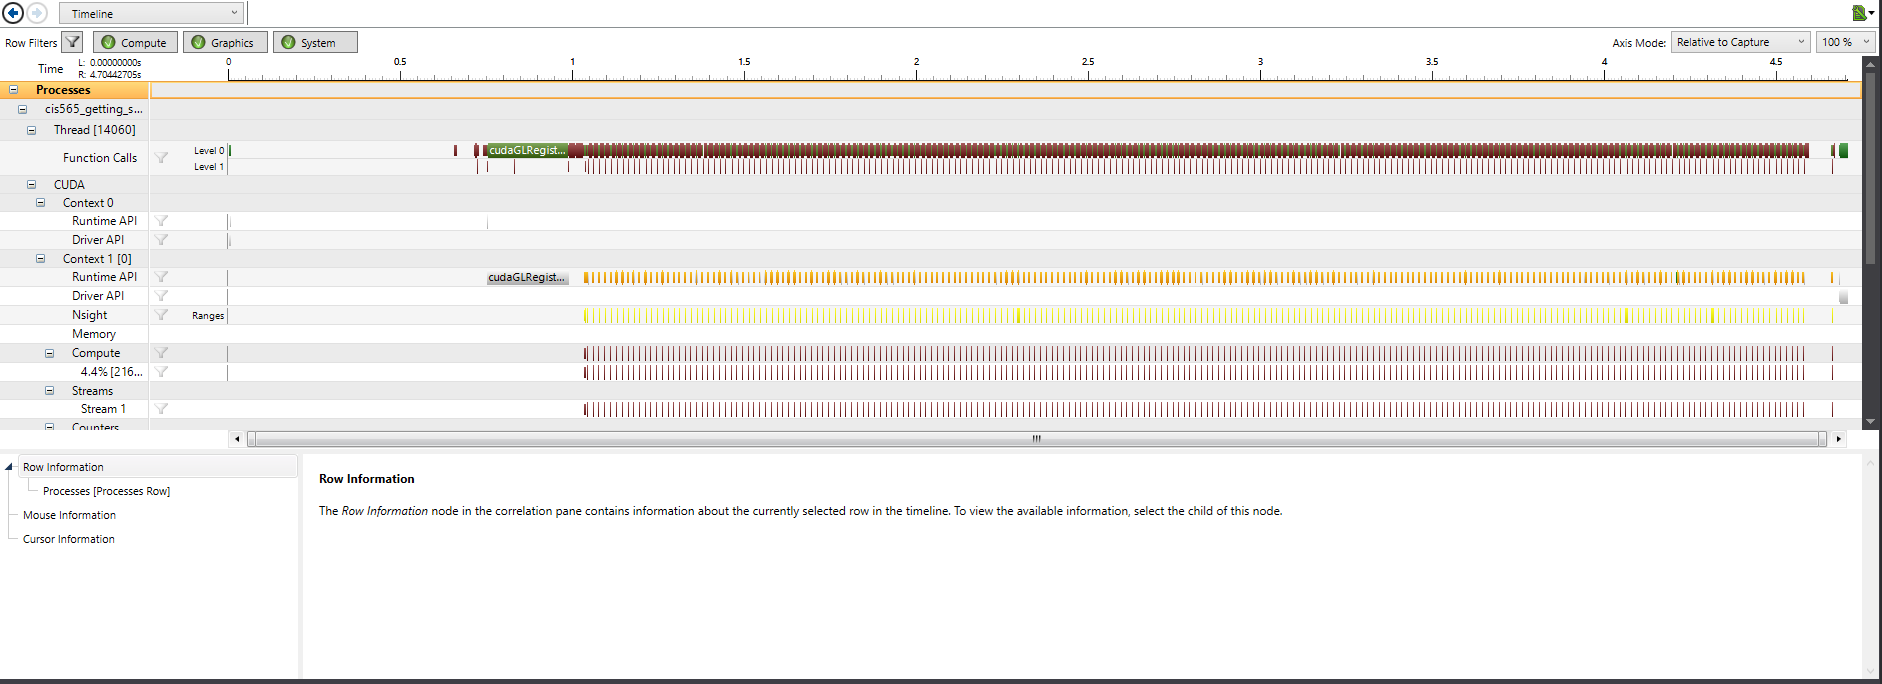 Timeline
Row Filters Compute Graphics System Axis Mode: Relative to Capture 100 %
Time L: 0.00000000s
R: 4.70442705s
0 0.5 1 1.5 2 2.5 3 3.5 4 4.5
Processes
cis565_getting_s...
Thread [14060]
Function Calls Level 0 cudaGLRegist...
Level 1
CUDA
Context 0
Runtime API
Driver API
Context 1 [0]
Runtime API cudaGLRegist...
Driver API
Nsight Ranges
Memory
Compute
4.4% [216...
Streams
Stream 1
Counters
Row Information
Processes [Processes Row]
Mouse Information
Cursor Information
Row Information
The Row Information node in the correlation pane contains information about the currently selected row in the timeline. To view the available information, select the child of this node.